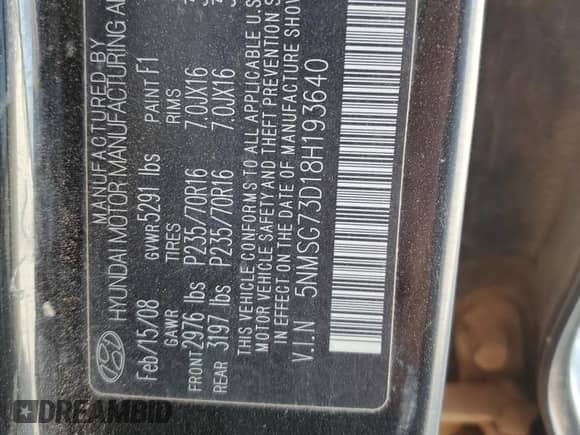 MANUFACTURED BY
HYUNDAI MOTOR MANUFACTURING
Feb/15/08 GVWR 5291 lbs PAINT F1
GAWR TIRES RIMS
FRONT 2976 lbs P235/70R16 7.0JX16
REAR 3197 lbs P235/70R16 7.0JX16
THIS VEHICLE CONFORMS TO ALL APPLICABLE U.S
MOTOR VEHICLE SAFETY AND THEFT PREVENTION
IN EFFECT ON THE DATE OF MANUFACTURE SHOWN
V.I.N 5NMSG73D18H193640
DREAMBID